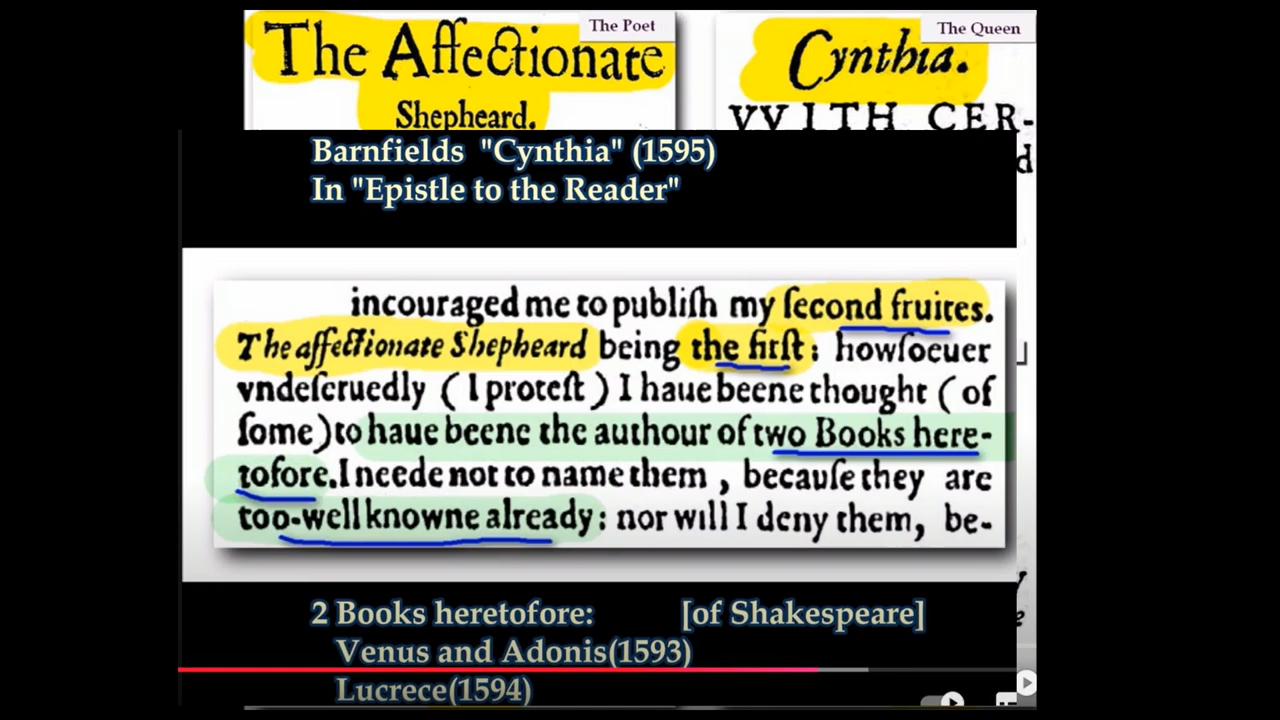 The Affectionate
The Poet
Shepheard.
Cynthia.
The Queen
VVITH CER-
d
Barnfields "Cynthia" (1595)
In "Epistle to the Reader"
incouraged me to publiſh my ſecond fruites.
The affectionate Shepheard being the firſt: howſoeuer
vndeſeruedly (I proteſt) I haue beene thought (of
ſome) to haue beene the authour of two Books here-
tofore. I neede not to name them, becauſe they are
too-well knowne already: nor will I deny them, be-
2 Books heretofore: [of Shakespeare]
Venus and Adonis(1593)
Lucrece(1594)